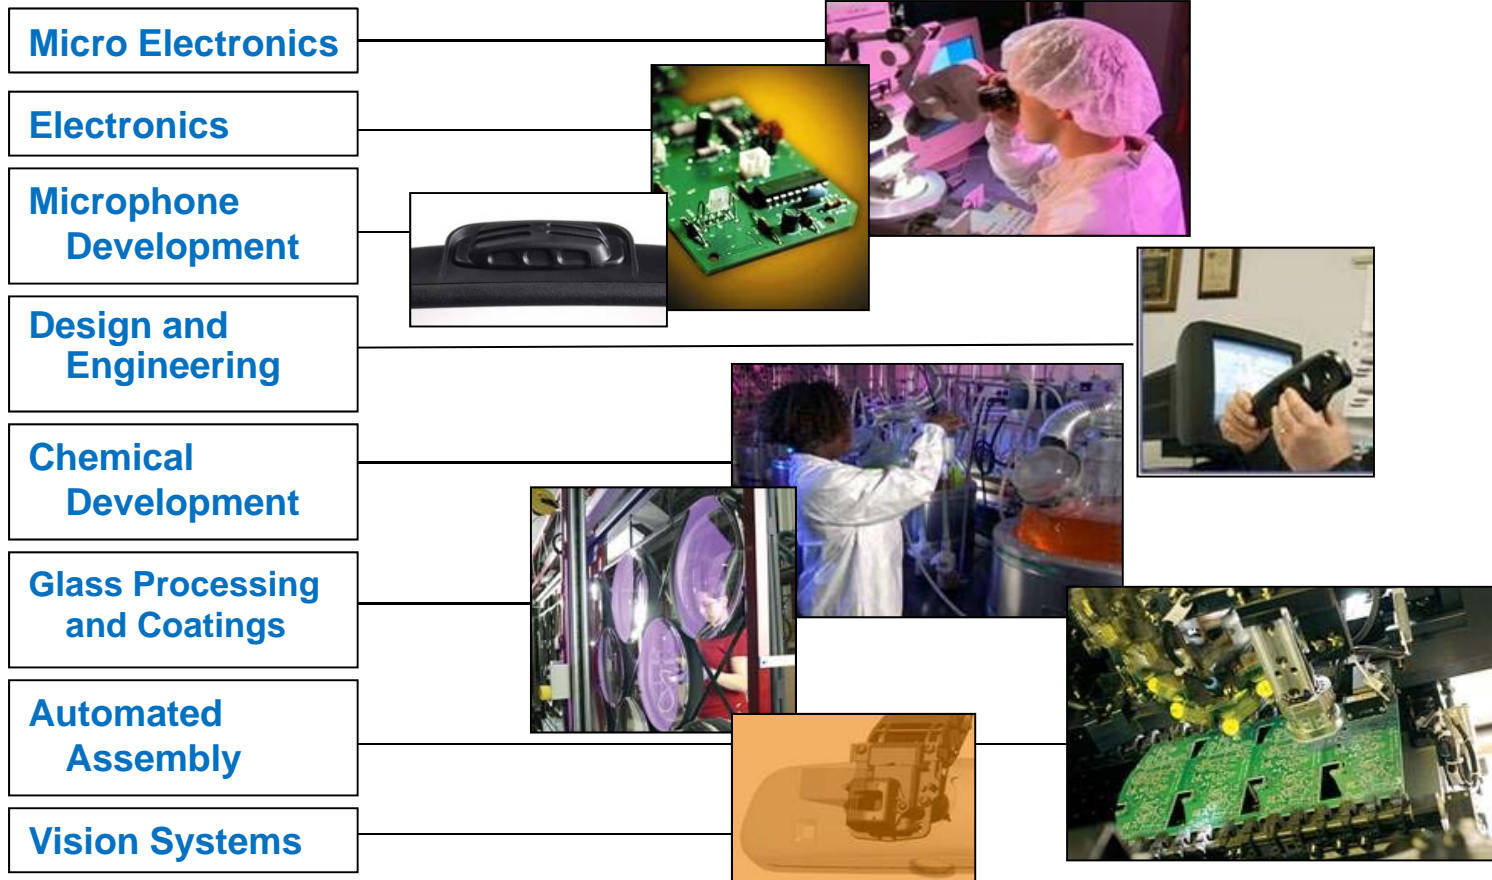 Micro Electronics
Electronics
Microphone
Development
Design and
Engineering
Chemical
Development
Glass Processing
and Coatings
Automated
Assembly
Vision Systems